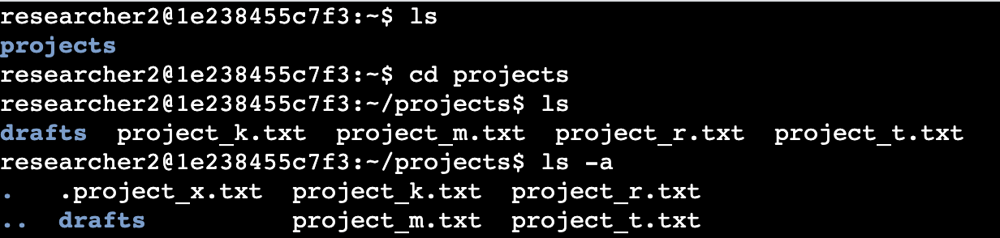 researcher2@1e238455c7f3:~$ ls
projects
researcher2@1e238455c7f3:~$ cd projects
researcher2@1e238455c7f3:~/projects$ ls
drafts  project_k.txt  project_m.txt  project_r.txt  project_t.txt
researcher2@1e238455c7f3:~/projects$ ls -a
.   .project_x.txt  project_k.txt  project_r.txt
..  drafts          project_m.txt  project_t.txt